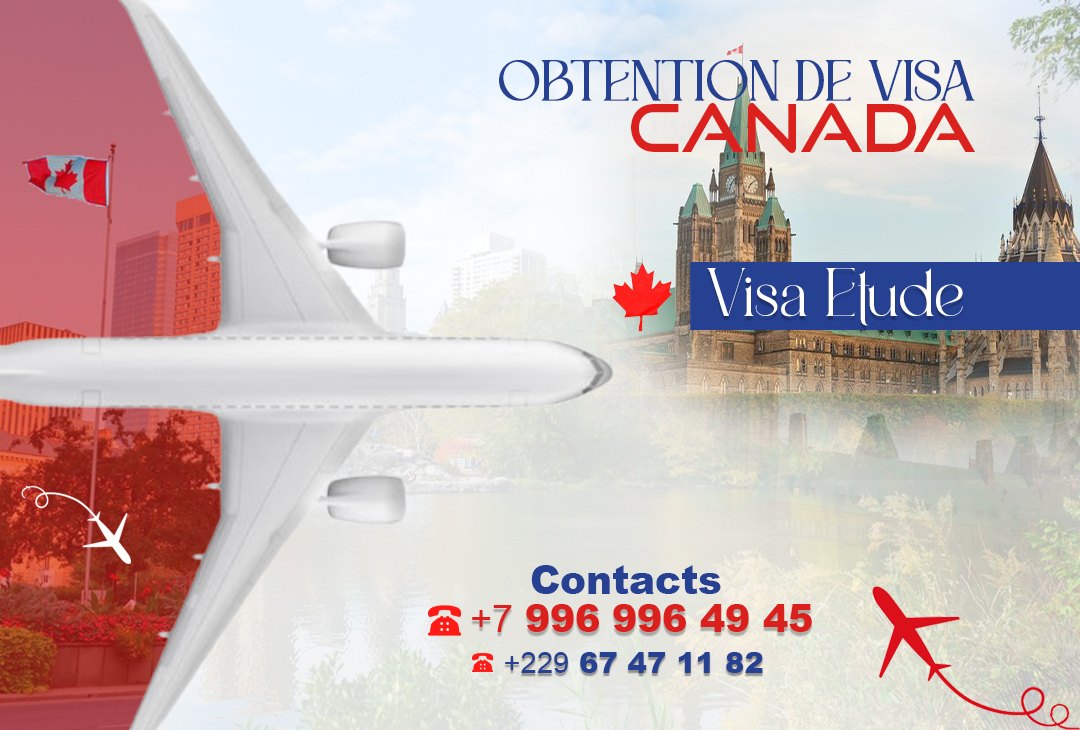 OBTENTION DE VISA
CANADA
Visa Etude
Contacts
+7 996 996 49 45
+229 67 47 11 82